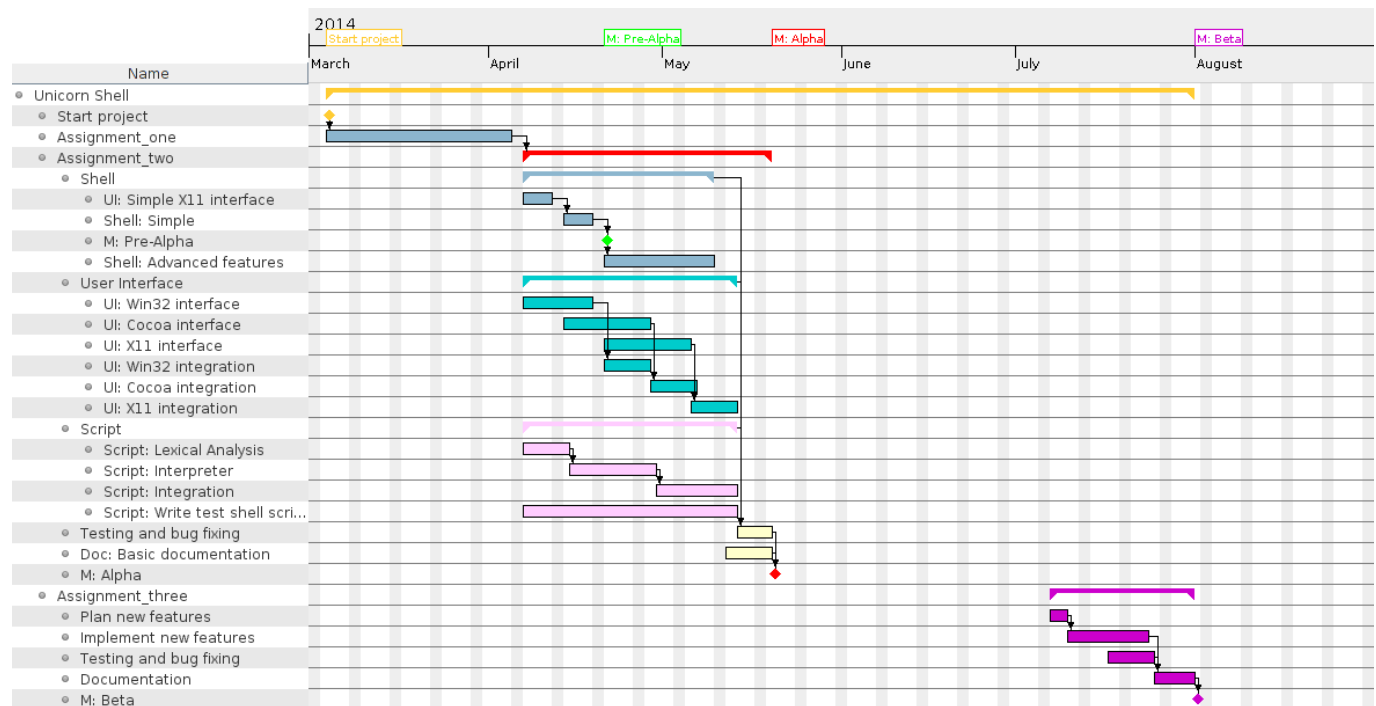 2014
Start project M: Pre-Alpha M: Alpha M: Beta
March April May June July August
Name
Unicorn Shell
Start project
Assignment_one
Assignment_two
Shell
UI: Simple X11 interface
Shell: Simple
M: Pre-Alpha
Shell: Advanced features
User Interface
UI: Win32 interface
UI: Cocoa interface
UI: X11 interface
UI: Win32 integration
UI: Cocoa integration
UI: X11 integration
Script
Script: Lexical Analysis
Script: Interpreter
Script: Integration
Script: Write test shell scri...
Testing and bug fixing
Doc: Basic documentation
M: Alpha
Assignment_three
Plan new features
Implement new features
Testing and bug fixing
Documentation
M: Beta